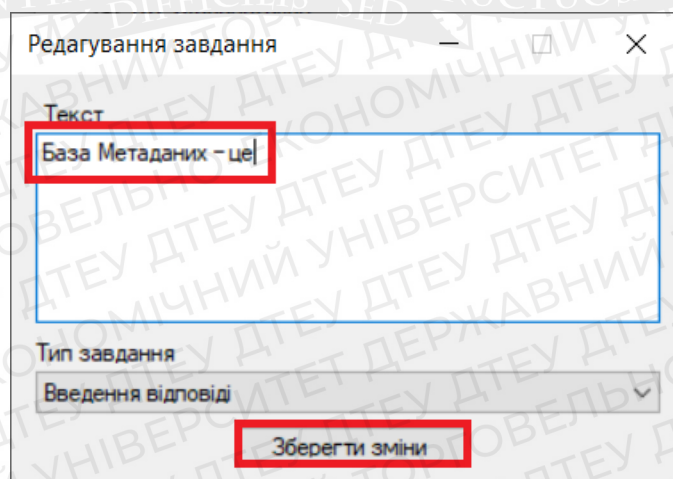 Редагування завдання
Текст
База Метаданих – це
Тип завдання
Введення відповіді
Зберегти зміни